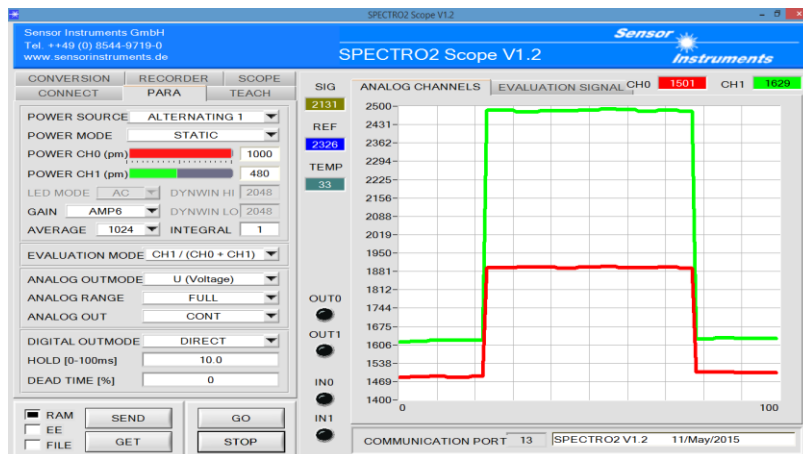 SPECTRO2 Scope V1.2
Sensor Instruments GmbH
Tel. ++49 (0) 8544-9719-0
www.sensorinstruments.de
SPECTRO2 Scope V1.2
Sensor
Instruments
CONVERSION RECORDER SCOPE
CONNECT PARA TEACH
POWER SOURCE ALTERNATING 1
POWER MODE STATIC
POWER CH0 (pm) 1000
POWER CH1 (pm) 480
LED MODE AC DYNWIN HI 2048
GAIN AMP6 DYNWIN LO 2048
AVERAGE 1024 INTEGRAL 1
EVALUATION MODE CH1 / (CH0 + CH1)
ANALOG OUTMODE U (Voltage)
ANALOG RANGE FULL
ANALOG OUT CONT
DIGITAL OUTMODE DIRECT
HOLD [0-100ms] 10.0
DEAD TIME [%] 0
RAM
EE
FILE
SEND GO
GET STOP
SIG
2131
REF
2326
TEMP
33
OUT0
OUT1
IN0
IN1
ANALOG CHANNELS EVALUATION SIGNAL CH0 1501 CH1 1629
2500
2431
2362
2294
2225
2156
2088
2019
1950
1881
1812
1744
1675
1606
1538
1469
1400
0 100
COMMUNICATION PORT 13 SPECTRO2 V1.2 11/May/2015